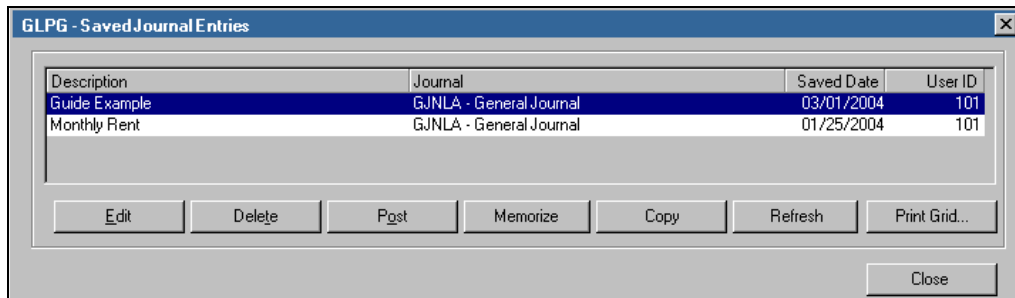 GLPG - Saved Journal Entries
Description Journal Saved Date User ID
Guide Example GJNLA - General Journal 03/01/2004 101
Monthly Rent GJNLA - General Journal 01/25/2004 101
Edit Delete Post Memorize Copy Refresh Print Grid...
Close